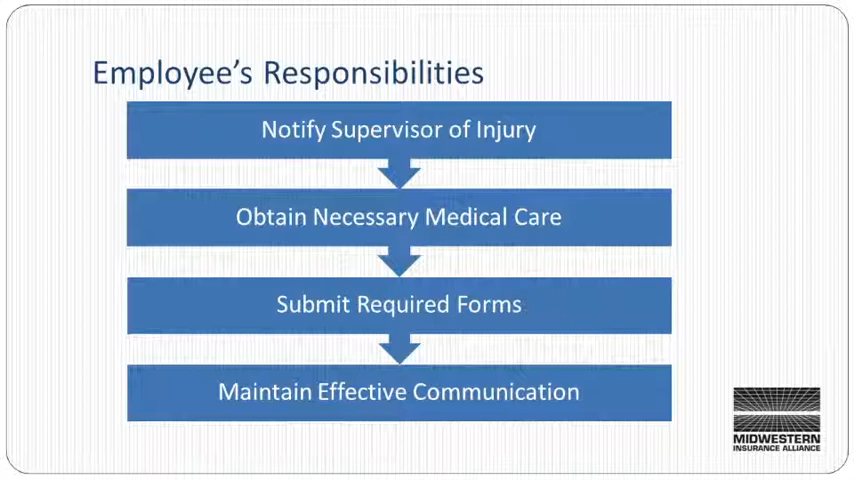 Employee’s Responsibilities
Notify Supervisor of Injury
Obtain Necessary Medical Care
Submit Required Forms
Maintain Effective Communication
MIDWESTERN
INSURANCE ALLIANCE